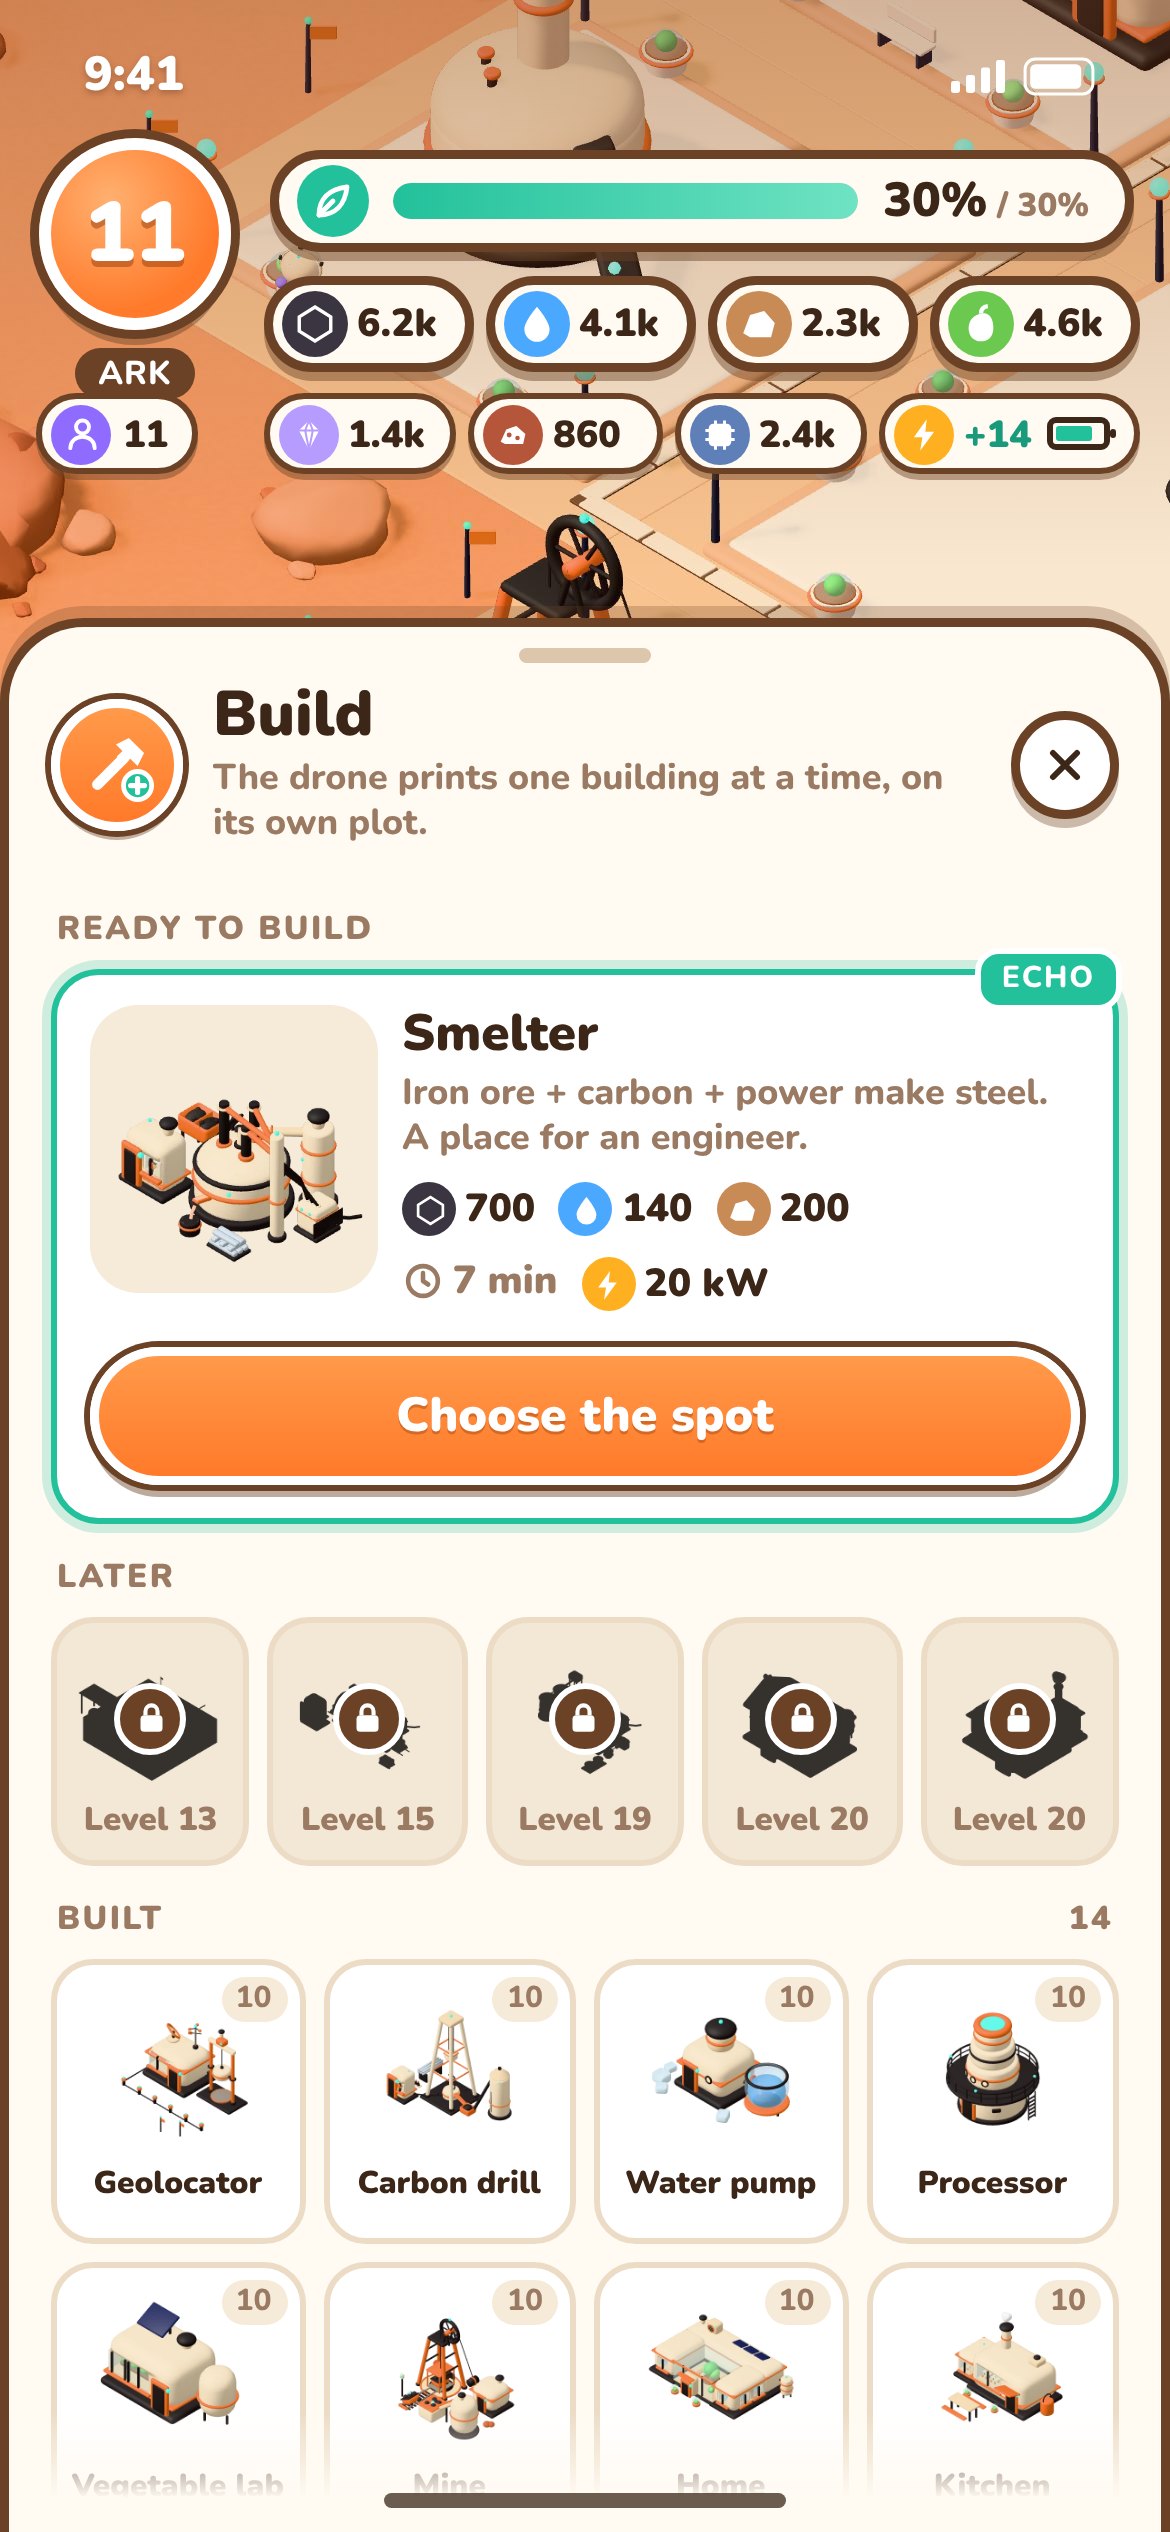 9:41
11
30% / 30%
6.2k 4.1k 2.3k 4.6k
ARK
11 1.4k 860 2.4k +14
Build
The drone prints one building at a time, on
its own plot.
READY TO BUILD
ECHO
Smelter
Iron ore + carbon + power make steel.
A place for an engineer.
700 140 200
7 min 20 kW
Choose the spot
LATER
Level 13 Level 15 Level 19 Level 20 Level 20
BUILT 14
10 10 10 10
Geolocator Carbon drill Water pump Processor
10 10 10 10
Vegetable lab Mine Home Kitchen